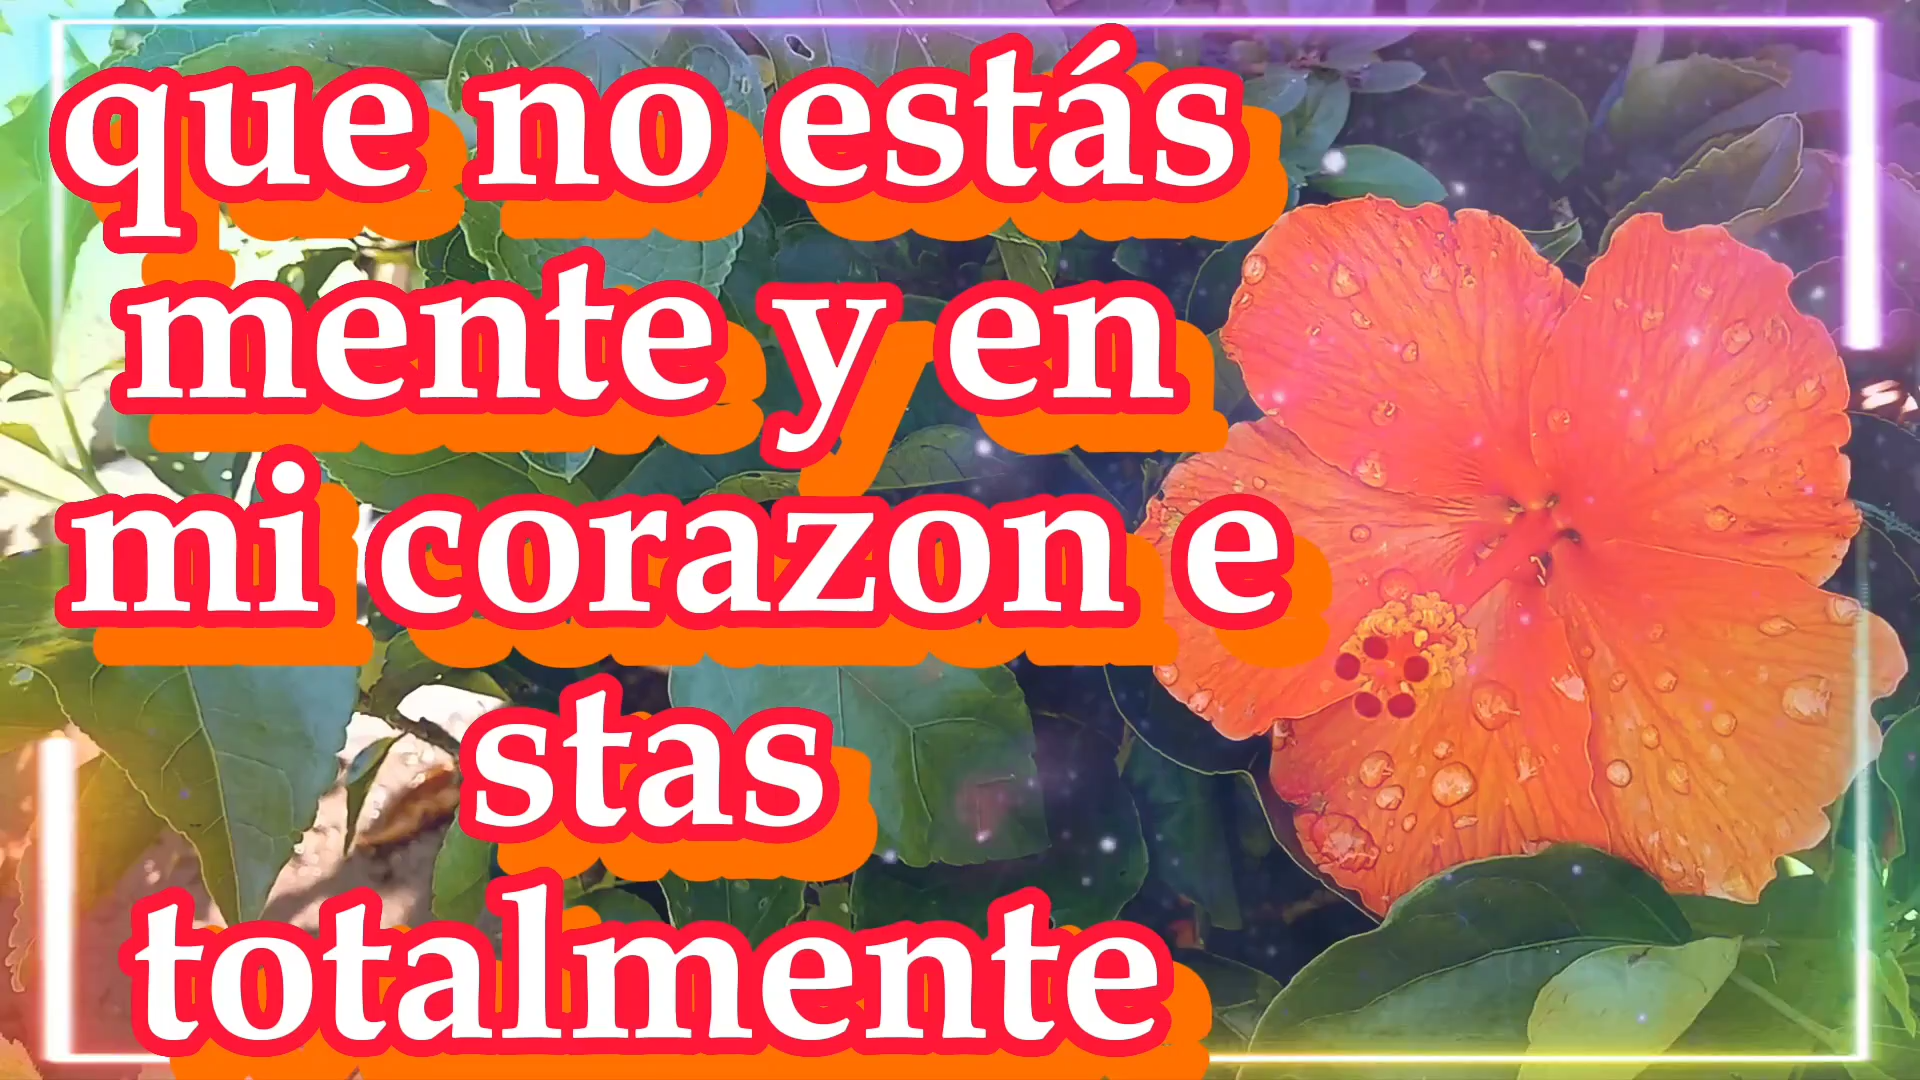 que no estás
mente y en
mi corazon e
stas
totalmente